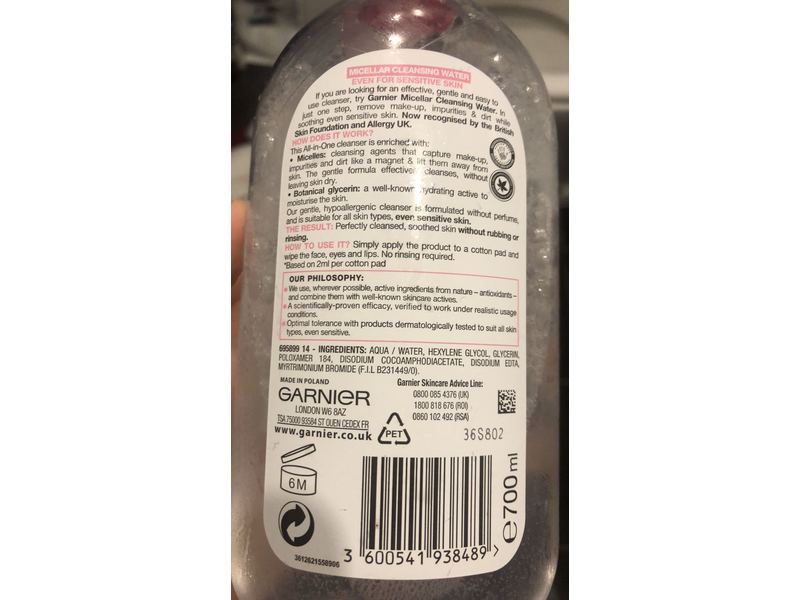 MICELLAR CLEANSING WATER
EVEN FOR SENSITIVE SKIN
If you are looking for an effective, gentle and easy to
use cleanser, try Garnier Micellar Cleansing Water. In
just one step, remove make-up, impurities & dirt while
soothing even sensitive skin. Now recognised by the British
Skin Foundation and Allergy UK.
HOW DOES IT WORK?
This All-in-One cleanser is enriched with:
• Micelles: cleansing agents that capture make-up,
impurities and dirt like a magnet & lift them away from
skin. The gentle formula effectively cleanses, without
leaving skin dry.
• Botanical glycerin: a well-known hydrating active to
moisturise the skin.
Our gentle, hypoallergenic cleanser is formulated without perfume,
and is suitable for all skin types, even sensitive skin.
THE RESULT: Perfectly cleansed, soothed skin without rubbing or
rinsing.
HOW TO USE IT? Simply apply the product to a cotton pad and
wipe the face, eyes and lips. No rinsing required.
*Based on 2ml per cotton pad
OUR PHILOSOPHY:
• We use, wherever possible, active ingredients from nature – antioxidants –
and combine them with well-known skincare actives.
• A scientifically-proven efficacy, verified to work under realistic usage
conditions.
• Optimal tolerance with products dermatologically tested to suit all skin
types, even sensitive.
695899 14 - INGREDIENTS: AQUA / WATER, HEXYLENE GLYCOL, GLYCERIN,
POLOXAMER 184, DISODIUM COCOAMPHODIACETATE, DISODIUM EDTA,
MYRTRIMONIUM BROMIDE (F.I.L B231449/0).
MADE IN POLAND
GARNIER
LONDON W6 8AZ
TSA 75000 93584 ST OUEN CEDEX FR
www.garnier.co.uk
Garnier Skincare Advice Line:
0800 085 4376 (UK)
1800 818 676 (ROI)
0860 102 492 (RSA)
PET
36S802
6M
e700 ml
3612621558906
3 600541 938489 >